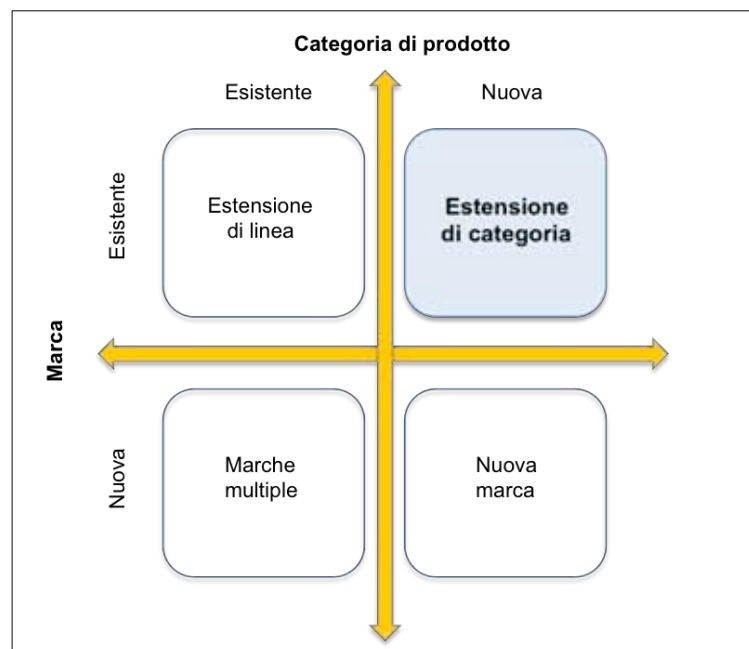 Categoria di prodotto
Esistente
Nuova
Esistente
Estensione
di linea
Estensione
di categoria
Marca
Nuova
Marche
multiple
Nuova
marca